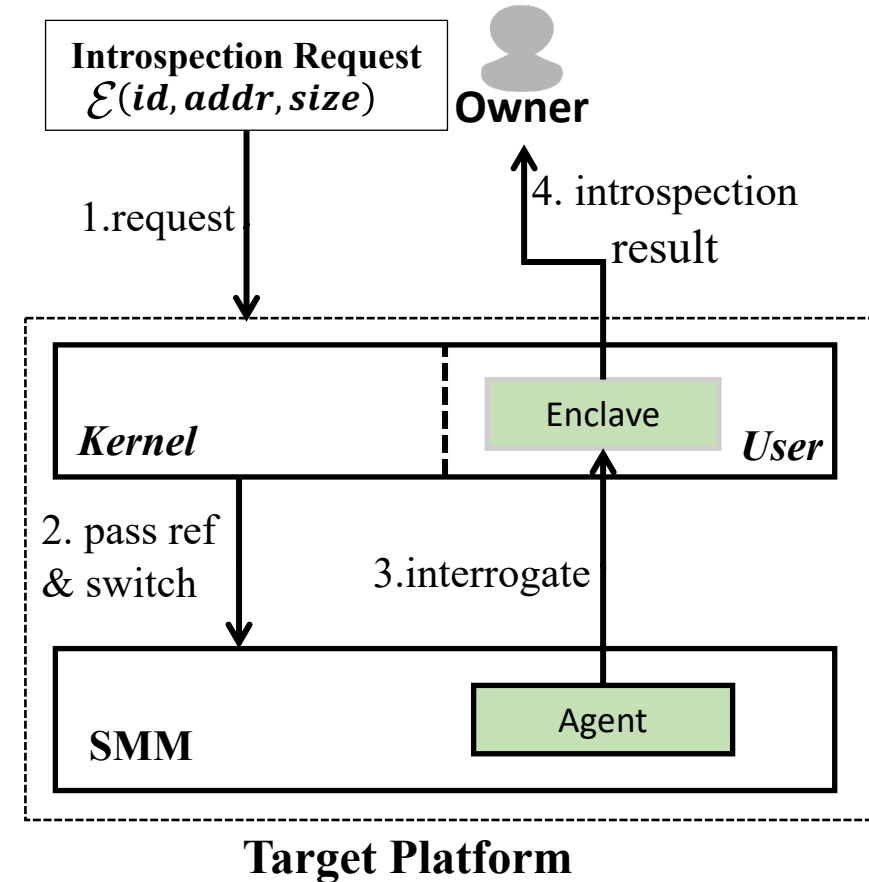 Introspection Request
ℰ(id, addr, size)
Owner
1.request
4. introspection
result
Enclave
Kernel
User
2. pass ref
& switch
3.interrogate
Agent
SMM
Target Platform